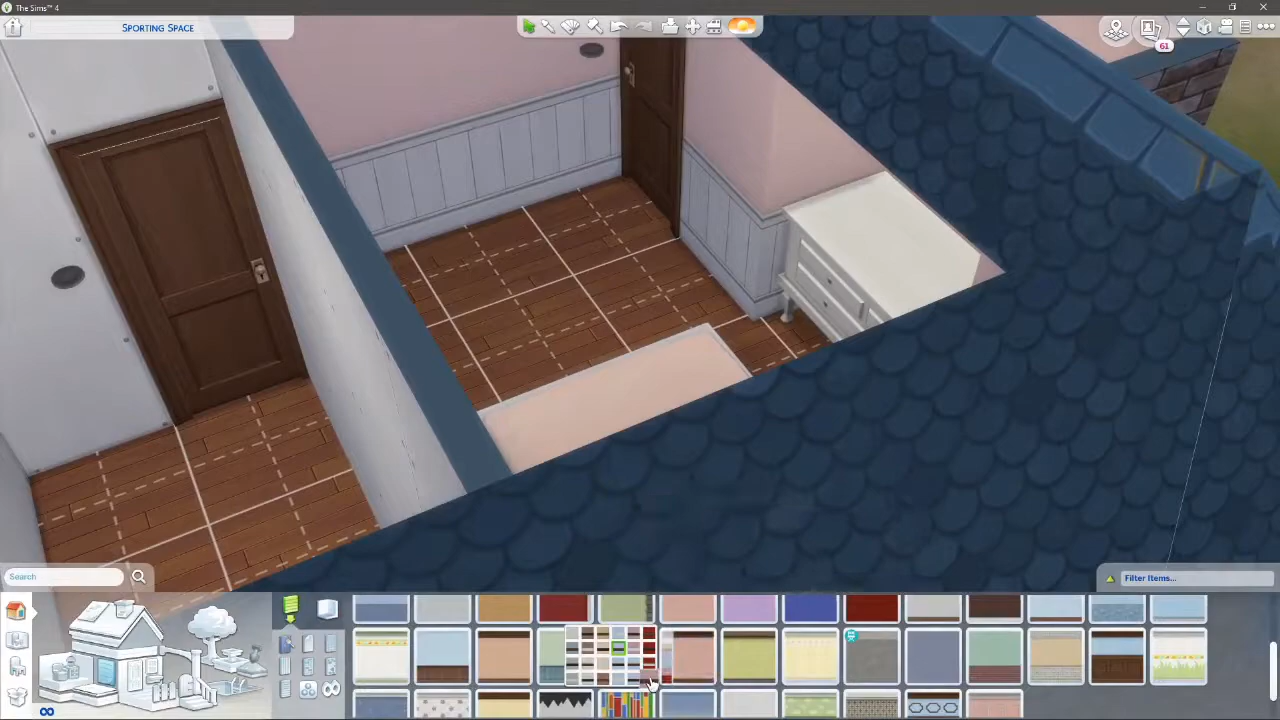 The Sims™ 4
SPORTING SPACE
61
Search
Filter Items...